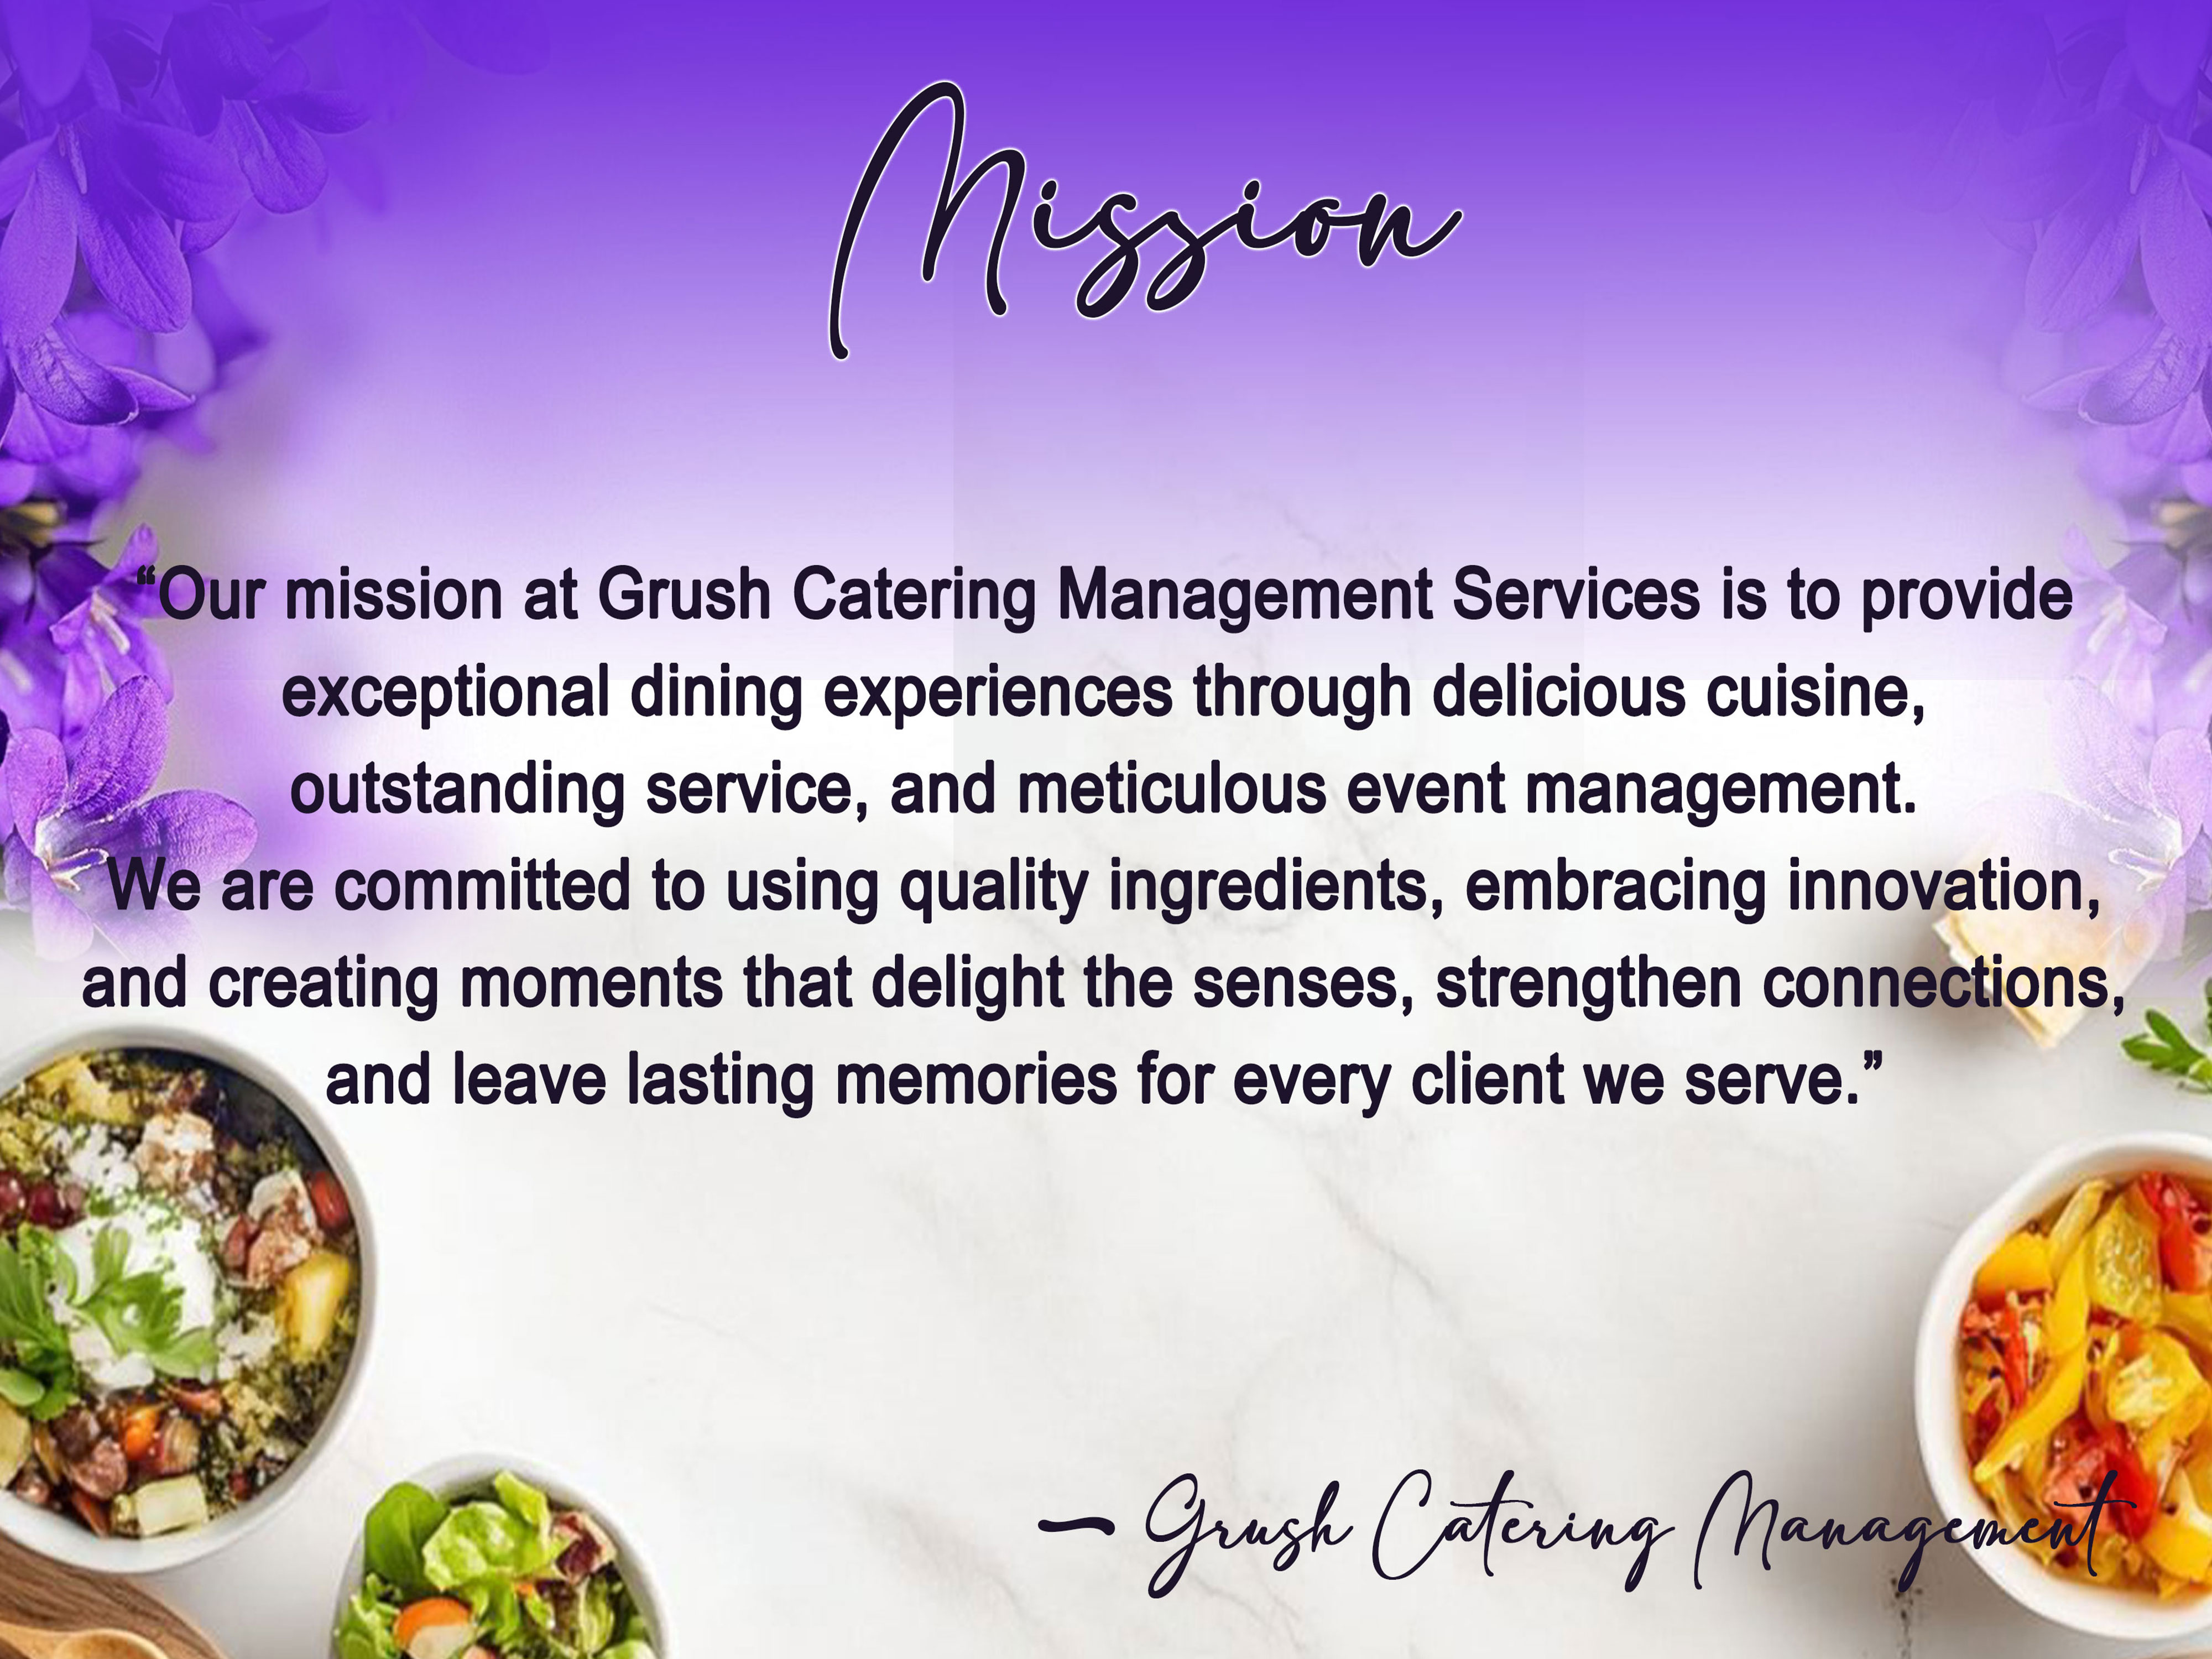 Mission
“Our mission at Grush Catering Management Services is to provide
exceptional dining experiences through delicious cuisine,
outstanding service, and meticulous event management.
We are committed to using quality ingredients, embracing innovation,
and creating moments that delight the senses, strengthen connections,
and leave lasting memories for every client we serve.”
— Grush Catering Management